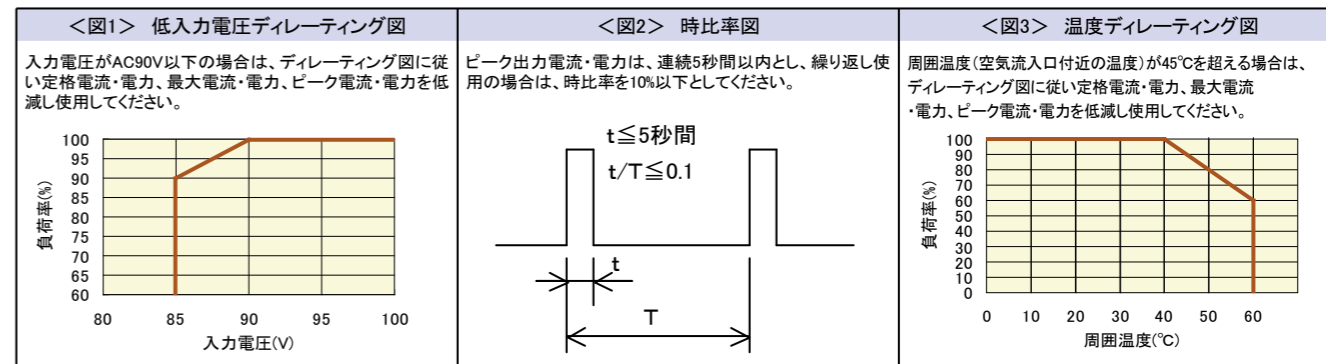 ＜図1＞ 低入力電圧ディレーティング図
入力電圧がAC90V以下の場合は、ディレーティング図に従
い定格電流・電力、最大電流・電力、ピーク電流・電力を低
減し使用してください。
100
95
90
85
80
75
70
65
60
負荷率(%)
80 85 90 95 100
入力電圧(V)
＜図2＞ 時比率図
ピーク出力電流・電力は、連続5秒間以内とし、繰り返し使
用の場合は、時比率を10%以下としてください。
t≦5秒間
t/T≦0.1
t
T
＜図3＞ 温度ディレーティング図
周囲温度(空気流入口付近の温度)が45℃を超える場合は、
ディレーティング図に従い定格電流・電力、最大電流
・電力、ピーク電流・電力を低減し使用してください。
100
90
80
70
60
50
40
30
20
10
0
負荷率(%)
0 10 20 30 40 50 60
周囲温度(℃)